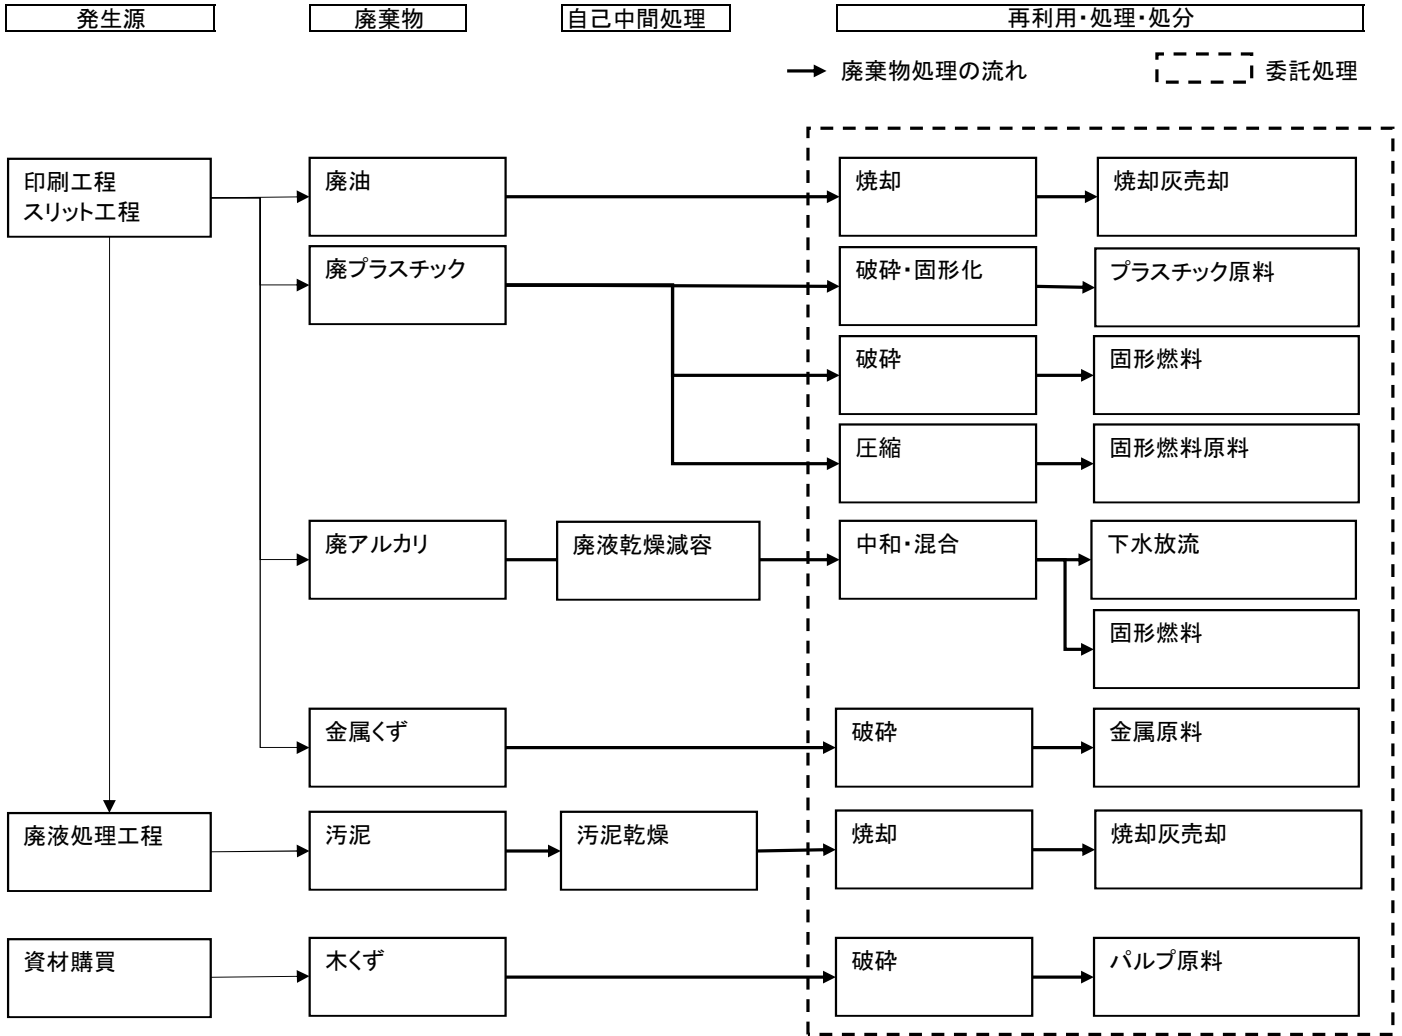 発生源
廃棄物
自己中間処理
再利用・処理・処分
廃棄物処理の流れ
委託処理
印刷工程
スリット工程
廃油
焼却
焼却灰売却
廃プラスチック
破砕・固形化
プラスチック原料
破砕
固形燃料
圧縮
固形燃料原料
廃アルカリ
廃液乾燥減容
中和・混合
下水放流
固形燃料
金属くず
破砕
金属原料
廃液処理工程
汚泥
汚泥乾燥
焼却
焼却灰売却
資材購買
木くず
破砕
パルプ原料